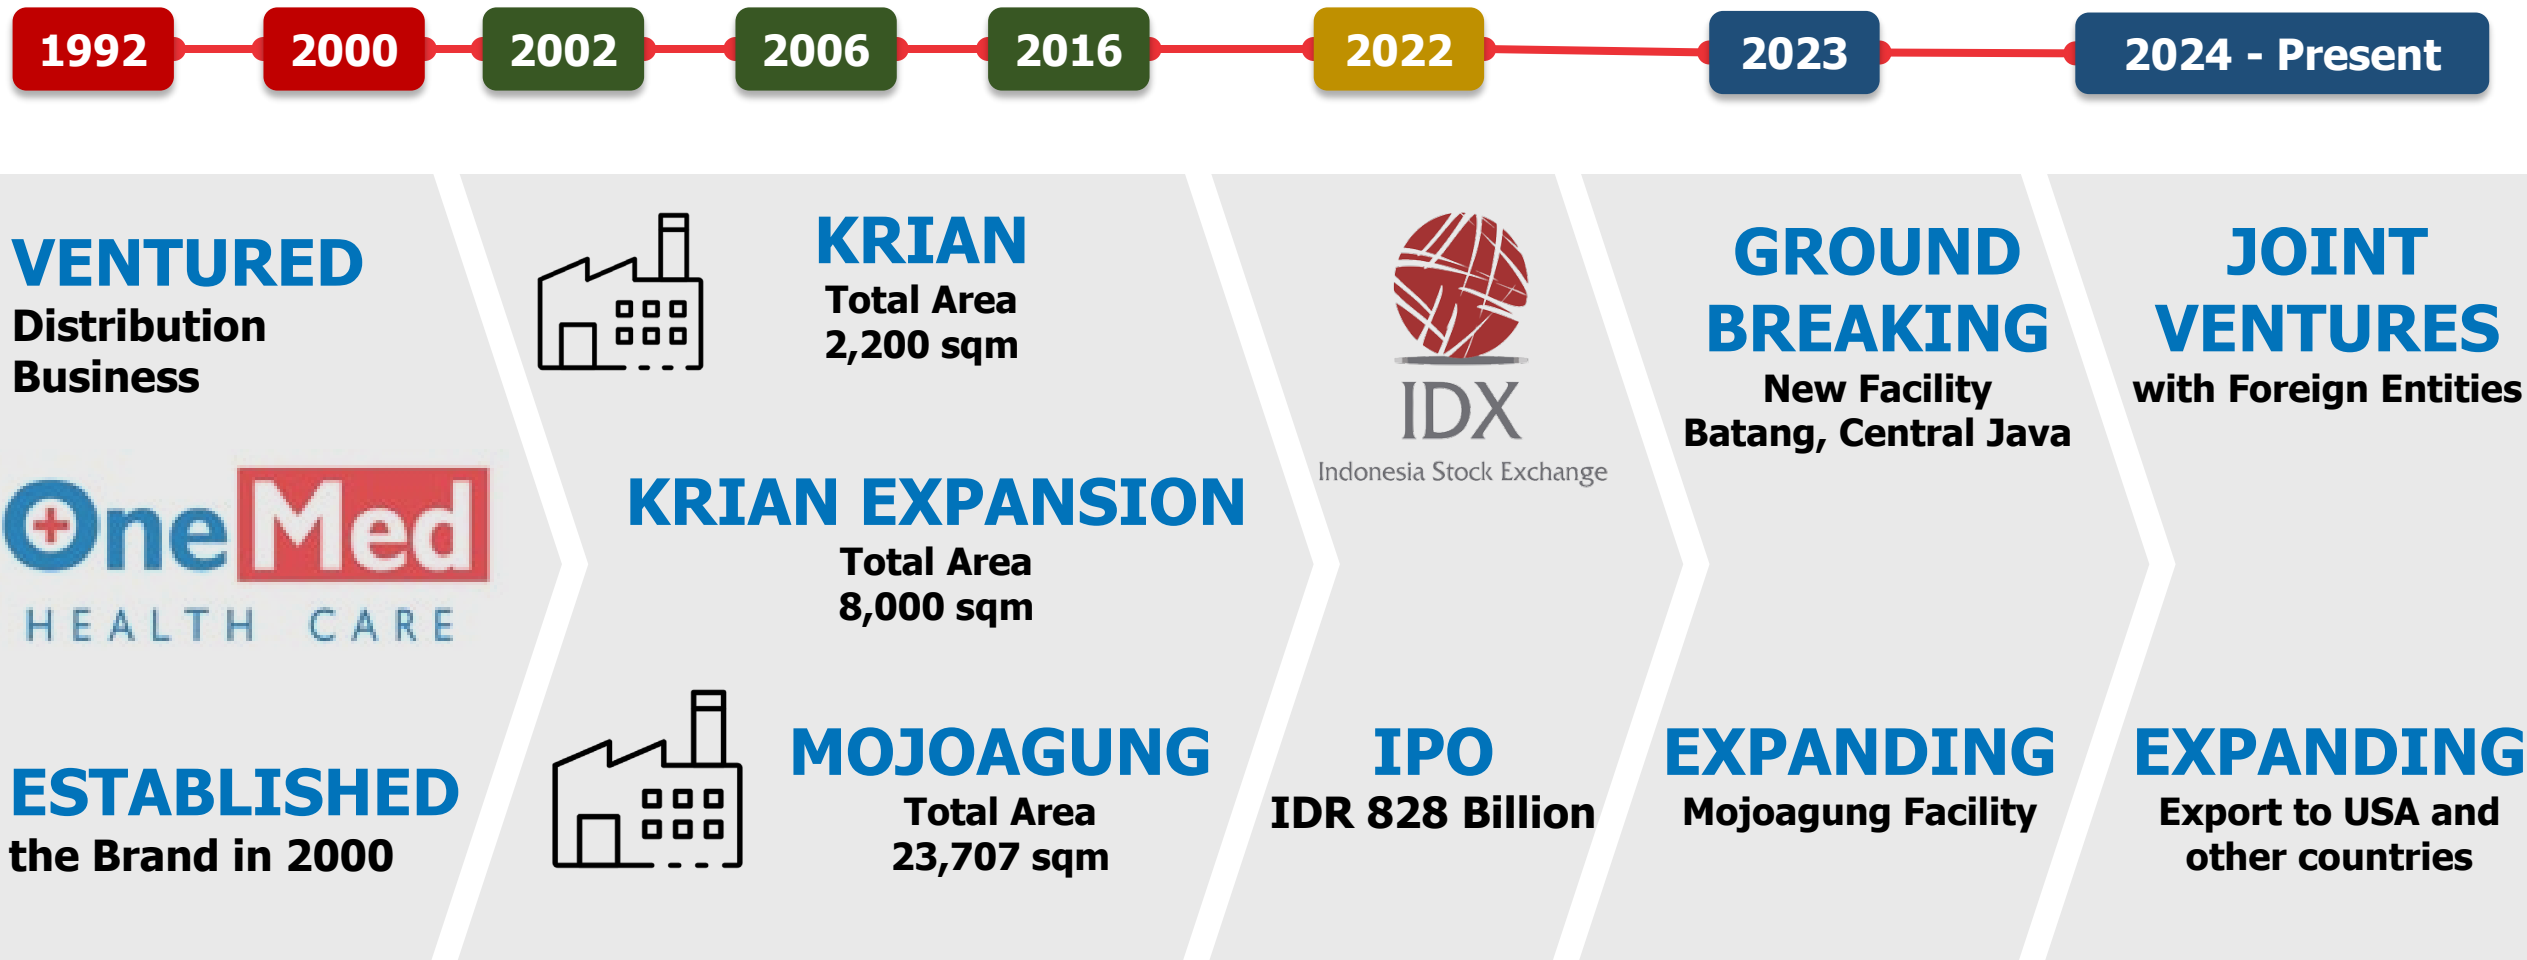 1992
2000
2002
2006
2016
2022
2023
2024 - Present
VENTURED
Distribution
Business
OneMed
HEALTH CARE
ESTABLISHED
the Brand in 2000
KRIAN
Total Area
2,200 sqm
KRIAN EXPANSION
Total Area
8,000 sqm
MOJOAGUNG
Total Area
23,707 sqm
IDX
Indonesia Stock Exchange
IPO
IDR 828 Billion
GROUND
BREAKING
New Facility
Batang, Central Java
EXPANDING
Mojoagung Facility
JOINT
VENTURES
with Foreign Entities
EXPANDING
Export to USA and
other countries